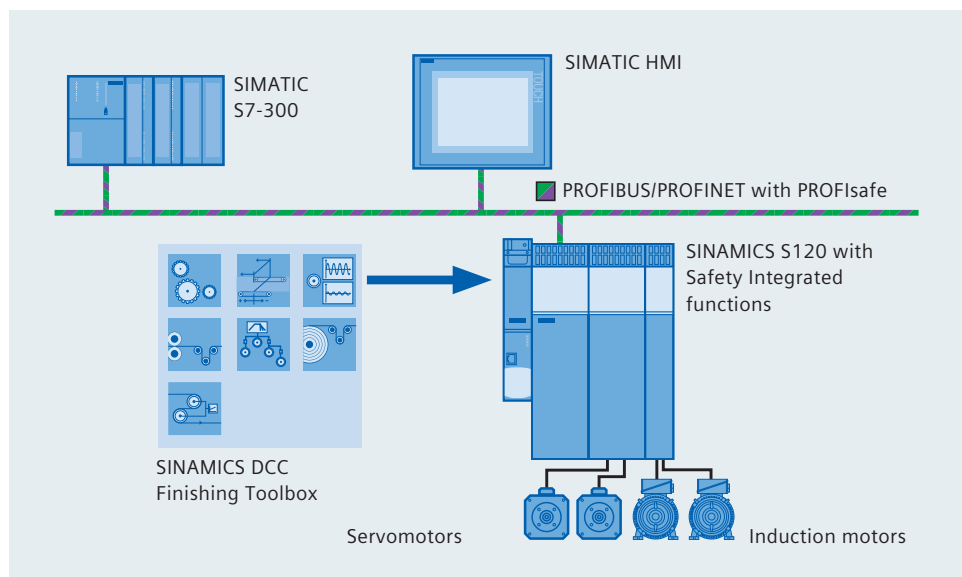 SIMATIC
S7-300
SIMATIC HMI
TOUCH
PROFIBUS/PROFINET with PROFIsafe
SINAMICS S120 with
Safety Integrated
functions
SINAMICS DCC
Finishing Toolbox
Servomotors
Induction motors